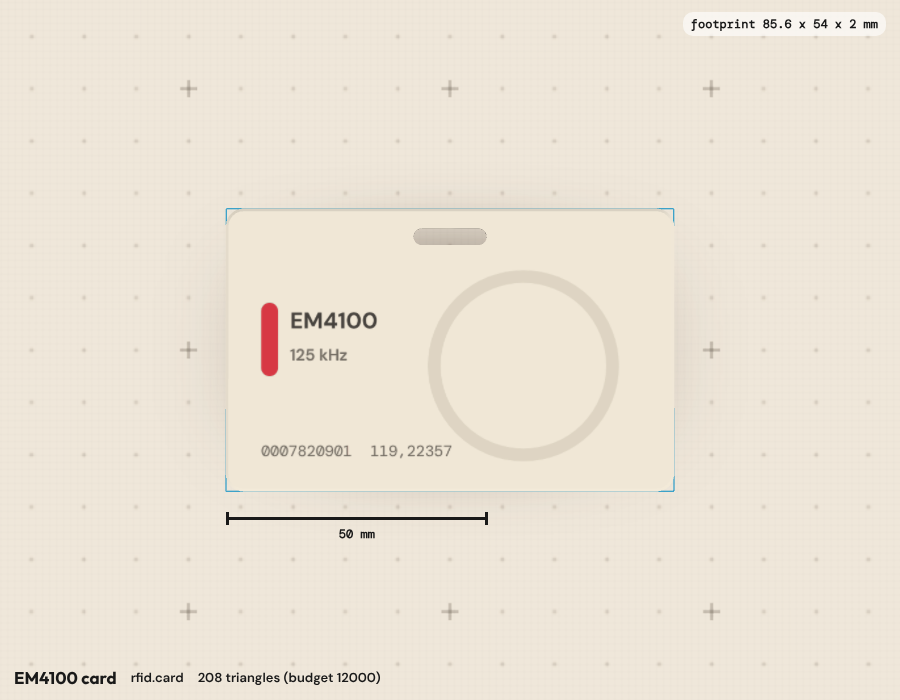 footprint 85.6 x 54 x 2 mm
EM4100
125 kHz
0007820901 119,22357
50 mm
EM4100 card rfid.card 208 triangles (budget 12000)